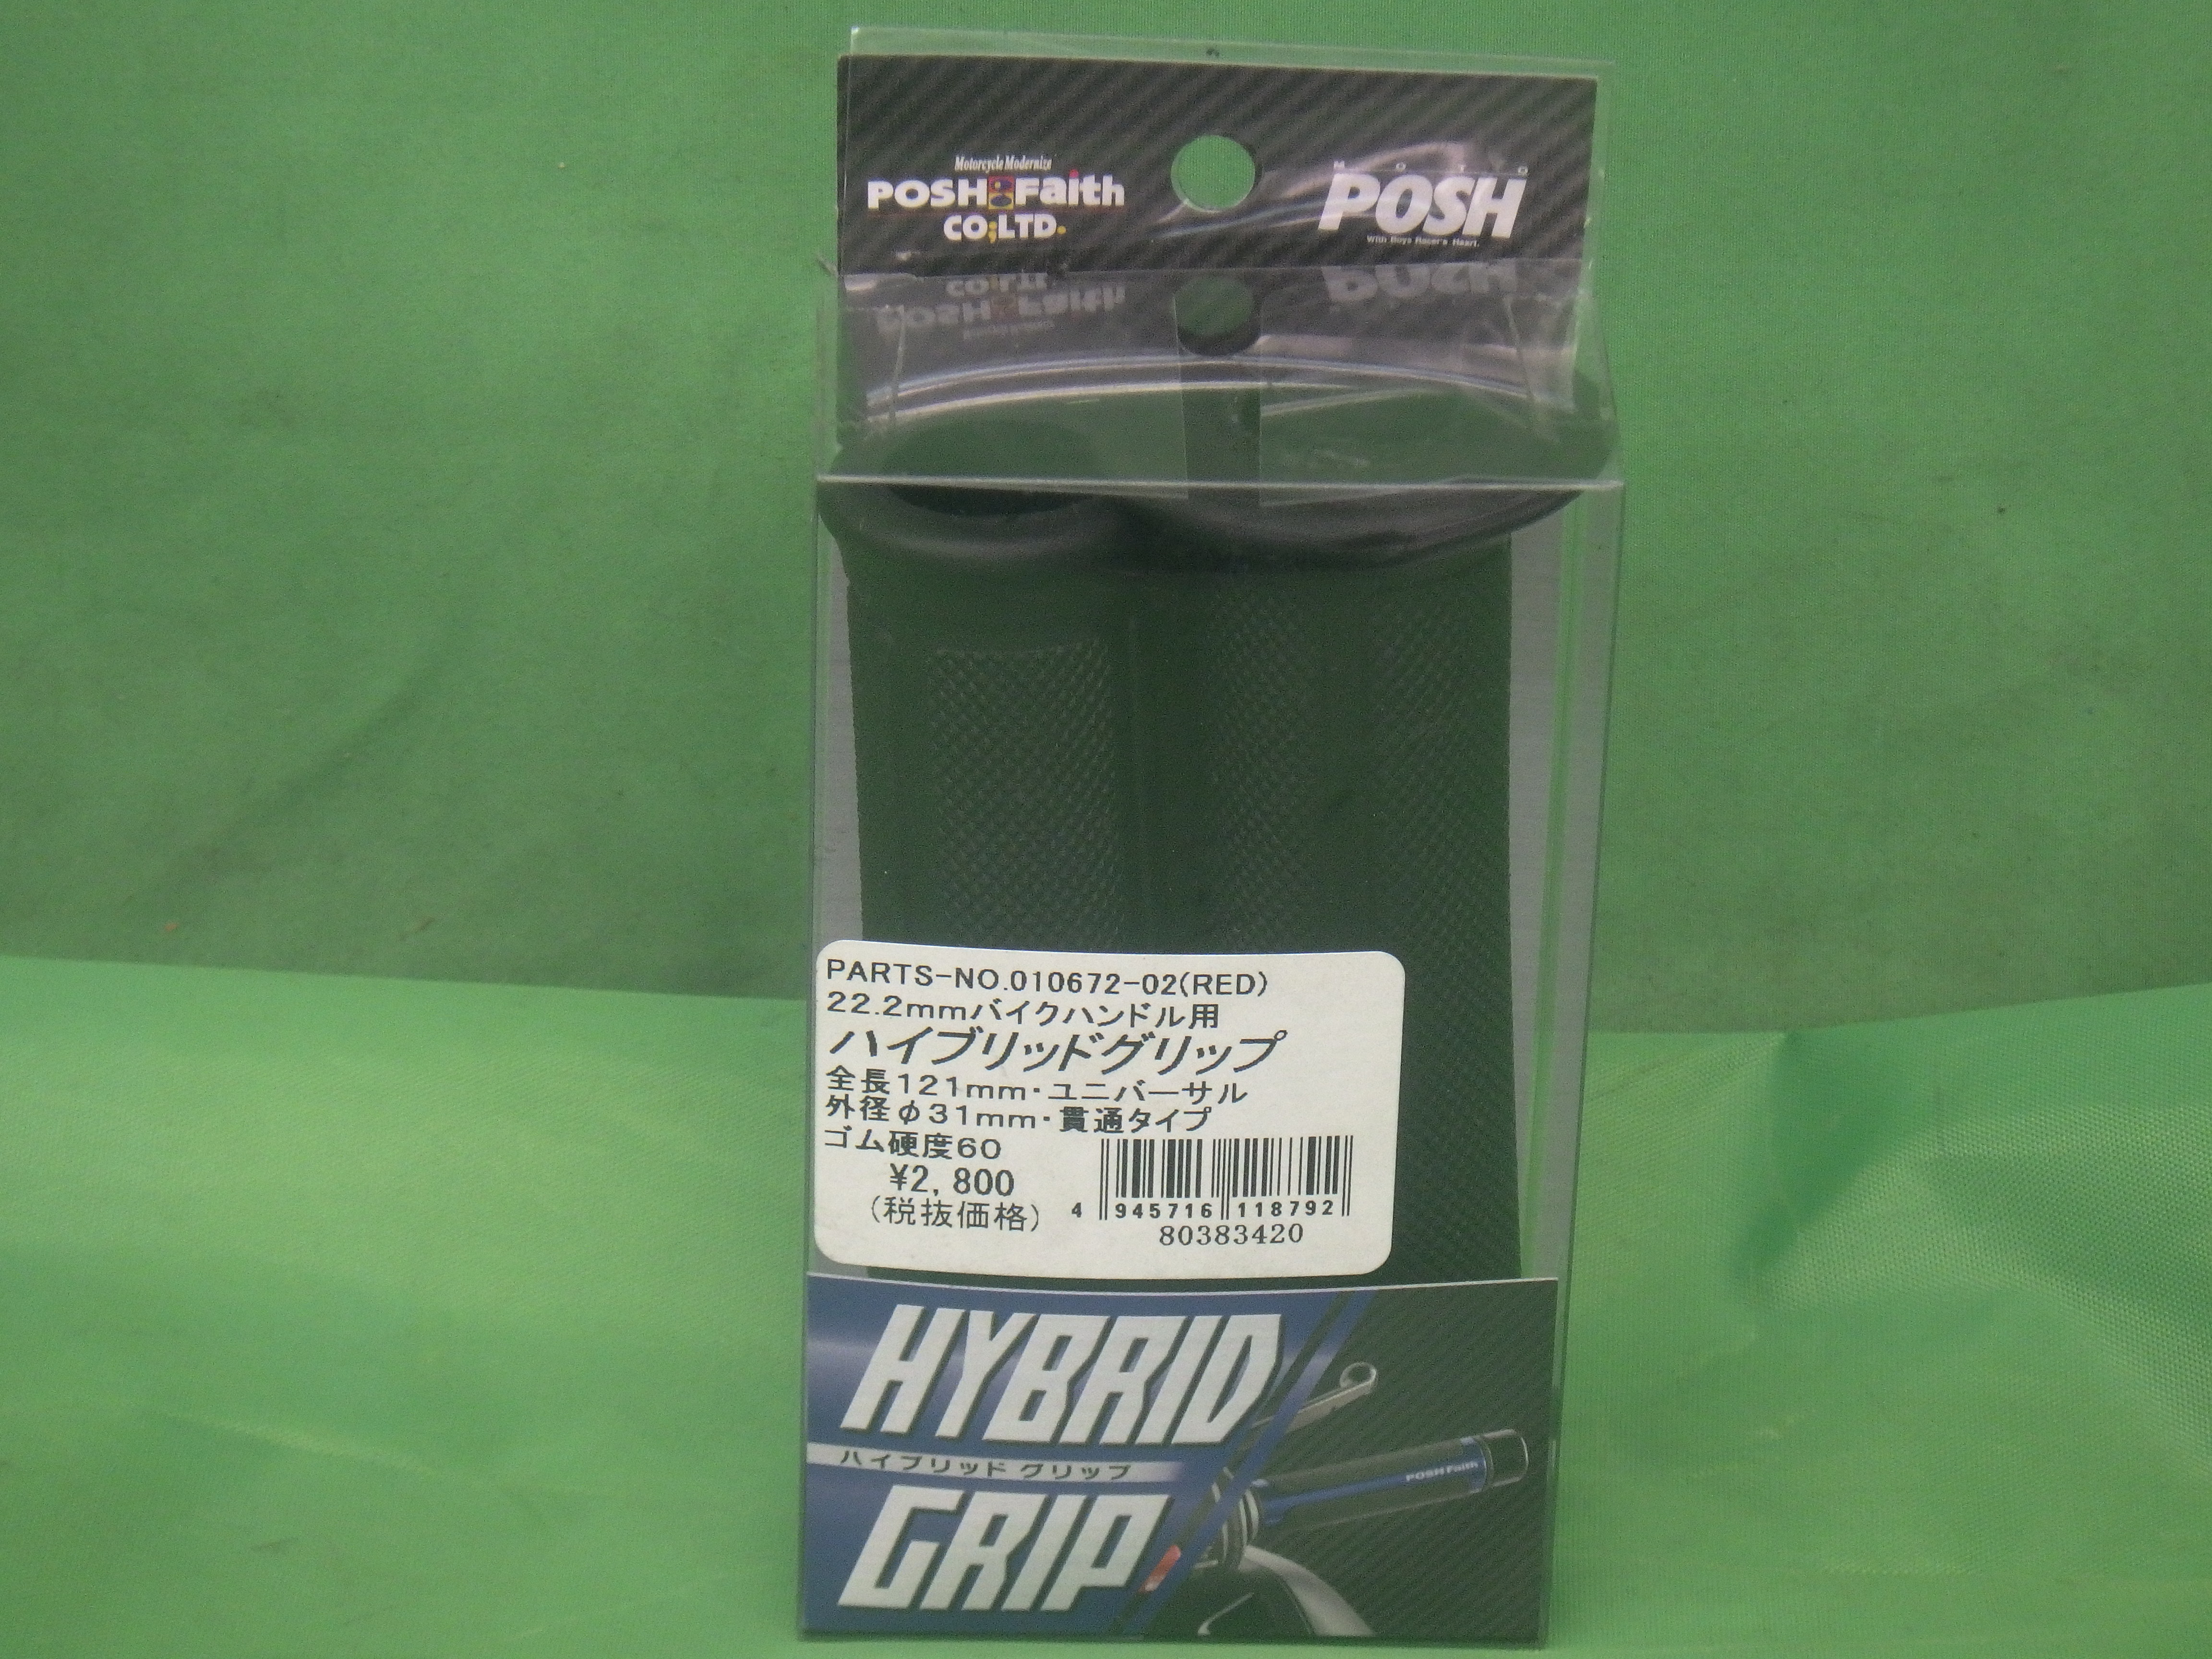 Motorcycle Modernize
POSH Faith
CO;LTD.
MOTO
POSH
With Boys Racer's Heart.
PARTS-NO.010672-02(RED)
22.2mmバイクハンドル用
ハイブリッドグリップ
全長121mm・ユニバーサル
外径φ31mm・貫通タイプ
ゴム硬度60
¥2,800
(税抜価格)
4 945716 118792
80383420
HYBRID
ハイブリッド グリップ
GRIP
POSH Faith